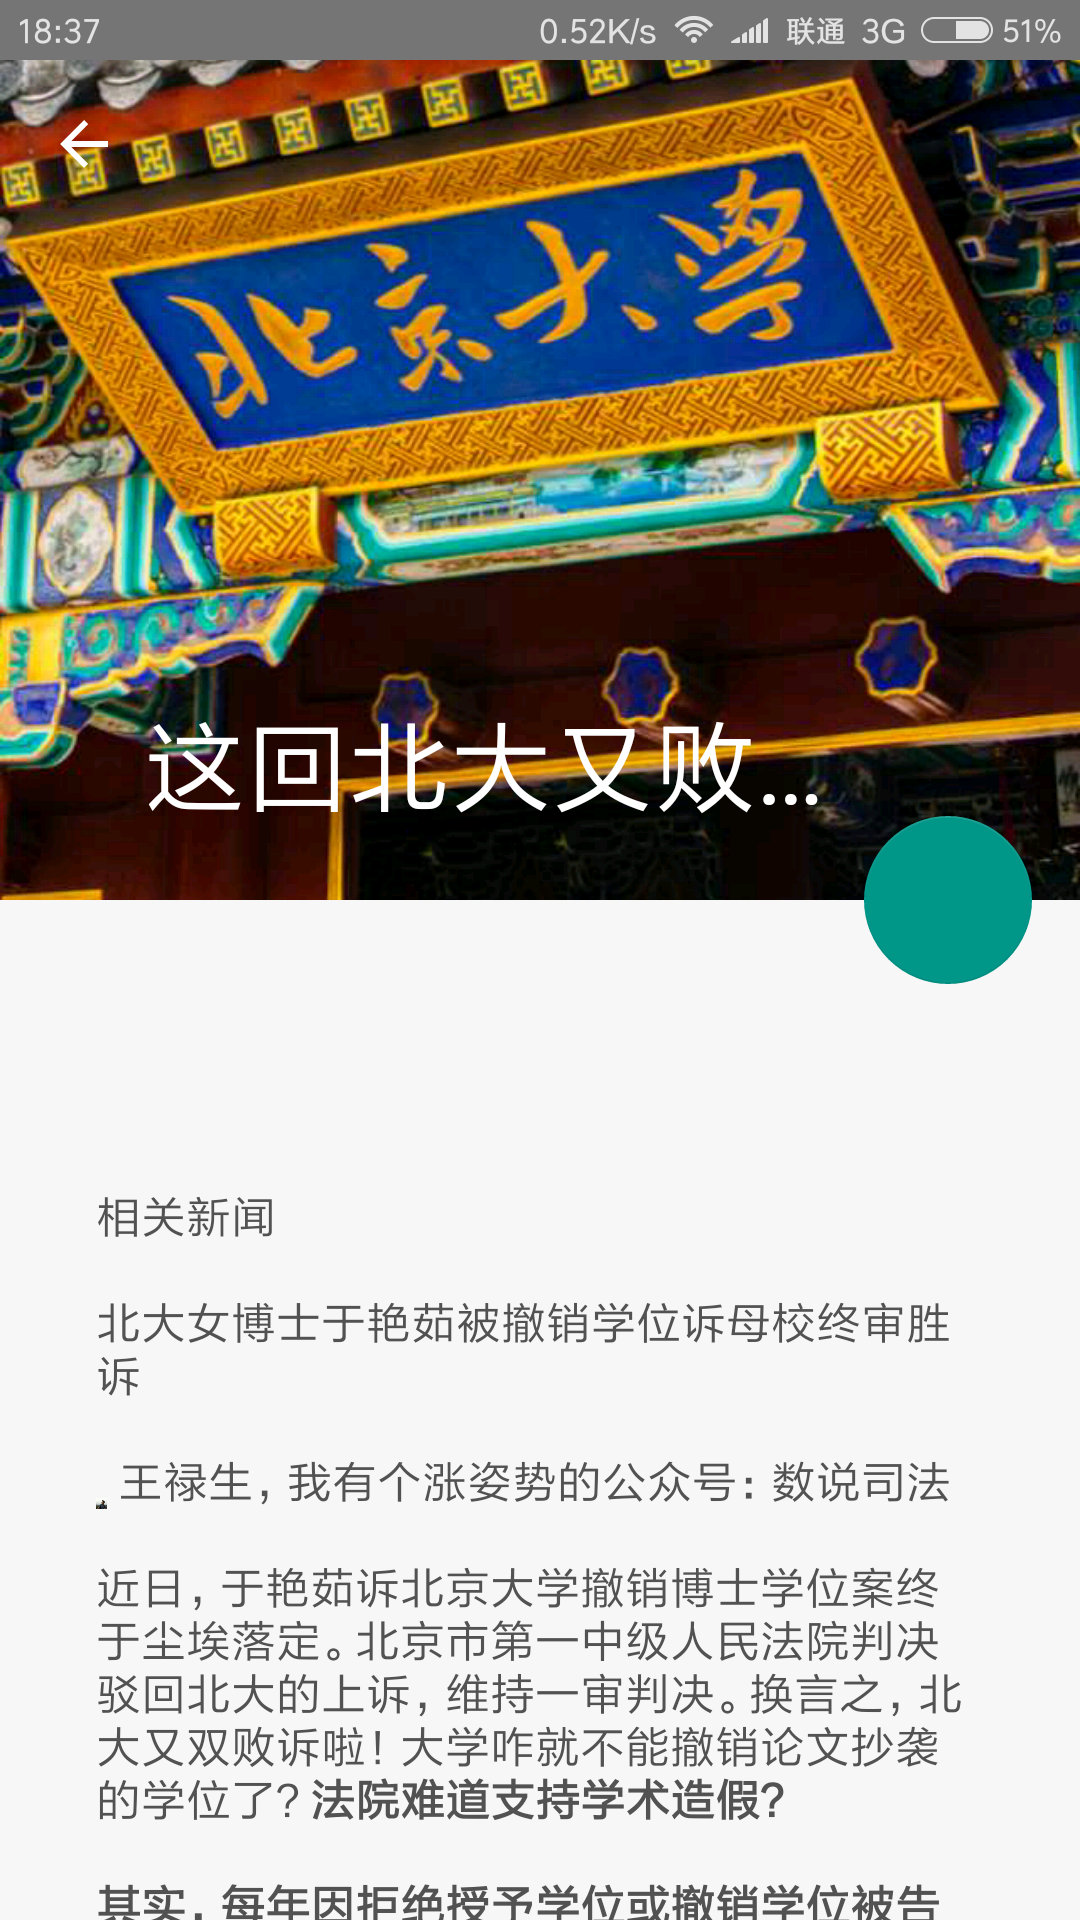 18:37 0.52K/s 联通 3G 51%
北京大学
这回北大又败...
相关新闻
北大女博士于艳茹被撤销学位诉母校终审胜
诉
王禄生，我有个涨姿势的公众号：数说司法
近日，于艳茹诉北京大学撤销博士学位案终
于尘埃落定。北京市第一中级人民法院判决
驳回北大的上诉，维持一审判决。换言之，北
大又双败诉啦！大学咋就不能撤销论文抄袭
的学位了？法院难道支持学术造假？
其实，每年因拒绝授予学位或撤销学位被告